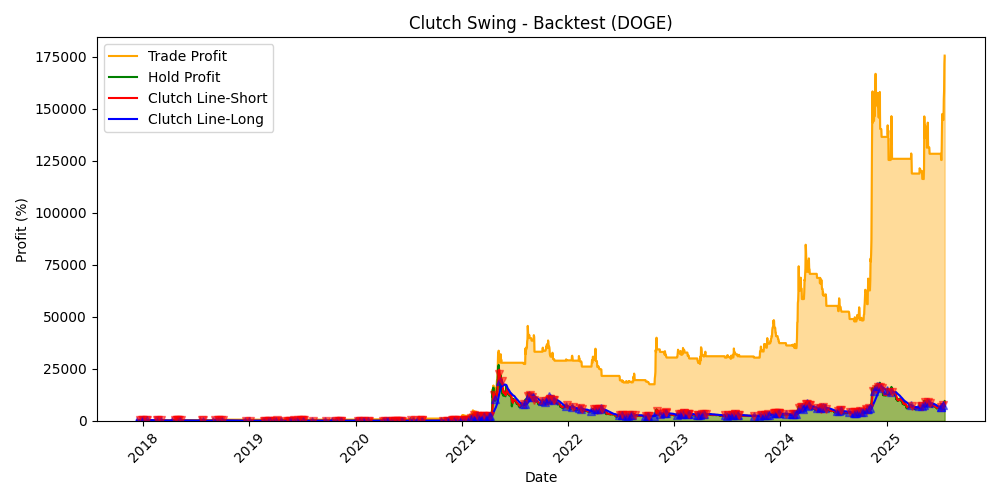 Clutch Swing - Backtest (DOGE)
Trade Profit
Hold Profit
Clutch Line-Short
Clutch Line-Long
Profit (%)
175000
150000
125000
100000
75000
50000
25000
0
2018
2019
2020
2021
2022
2023
2024
2025
Date